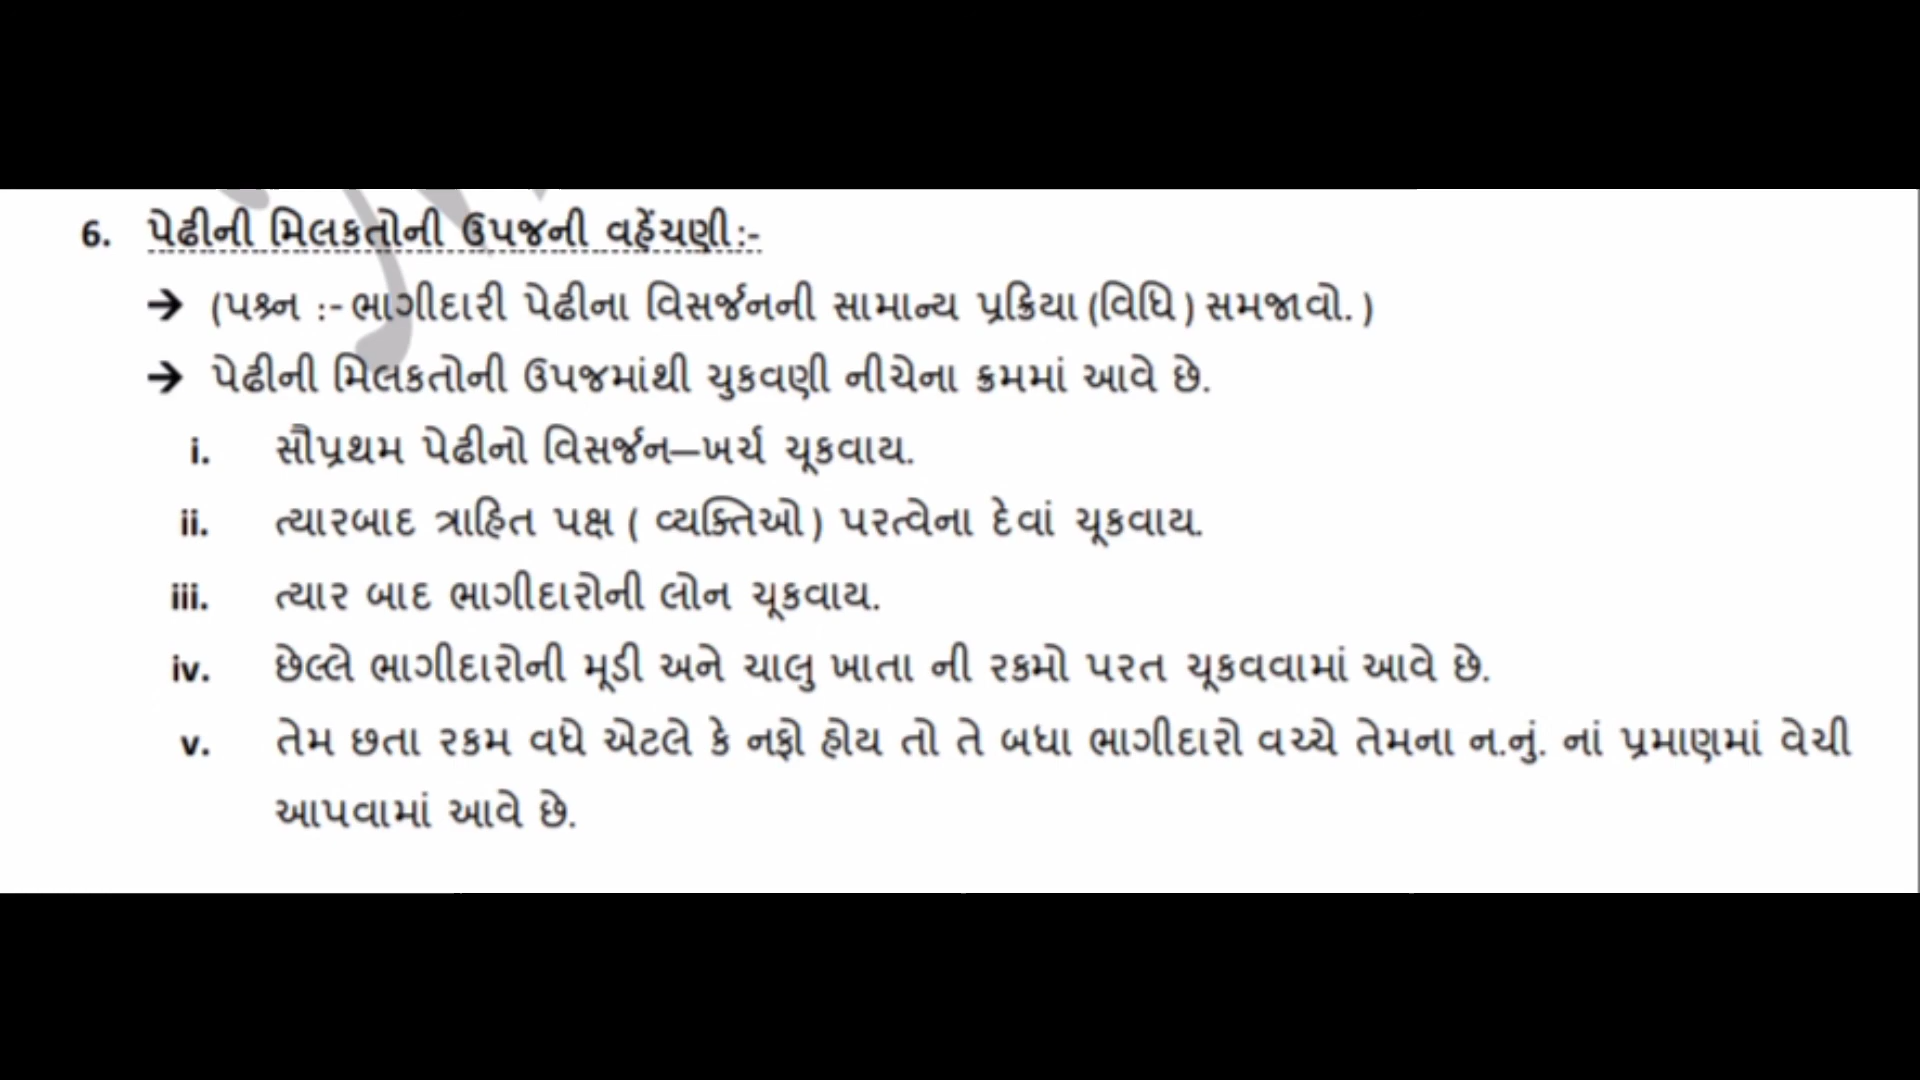 6. પેઢીની મિલકતોની ઉપજની વહેંચણી:-
→ (પશ્ર્ન :- ભાગીદારી પેઢીના વિસર્જનની સામાન્ય પ્રક્રિયા (વિધિ ) સમજાવો. )
→ પેઢીની મિલકતોની ઉપજમાંથી ચુકવણી નીચેના ક્રમમાં આવે છે.
i. સૌપ્રથમ પેઢીનો વિસર્જન–ખર્ચ ચૂકવાય.
ii. ત્યારબાદ ત્રાહિત પક્ષ ( વ્યક્તિઓ ) પરત્વેના દેવાં ચૂકવાય.
iii. ત્યાર બાદ ભાગીદારોની લોન ચૂકવાય.
iv. છેલ્લે ભાગીદારોની મૂડી અને ચાલુ ખાતા ની રકમો પરત ચૂકવવામાં આવે છે.
v. તેમ છતા રકમ વધે એટલે કે નફો હોય તો તે બધા ભાગીદારો વચ્ચે તેમના ન.નું. નાં પ્રમાણમાં વેચી
આપવામાં આવે છે.